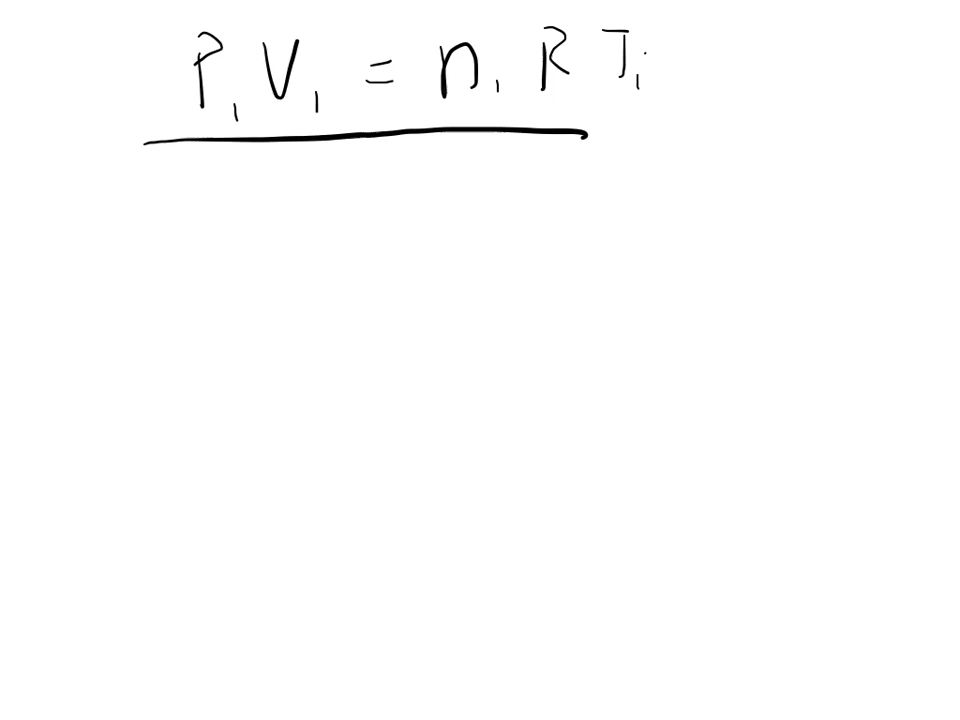 P₁V₁ = n₁RT₁